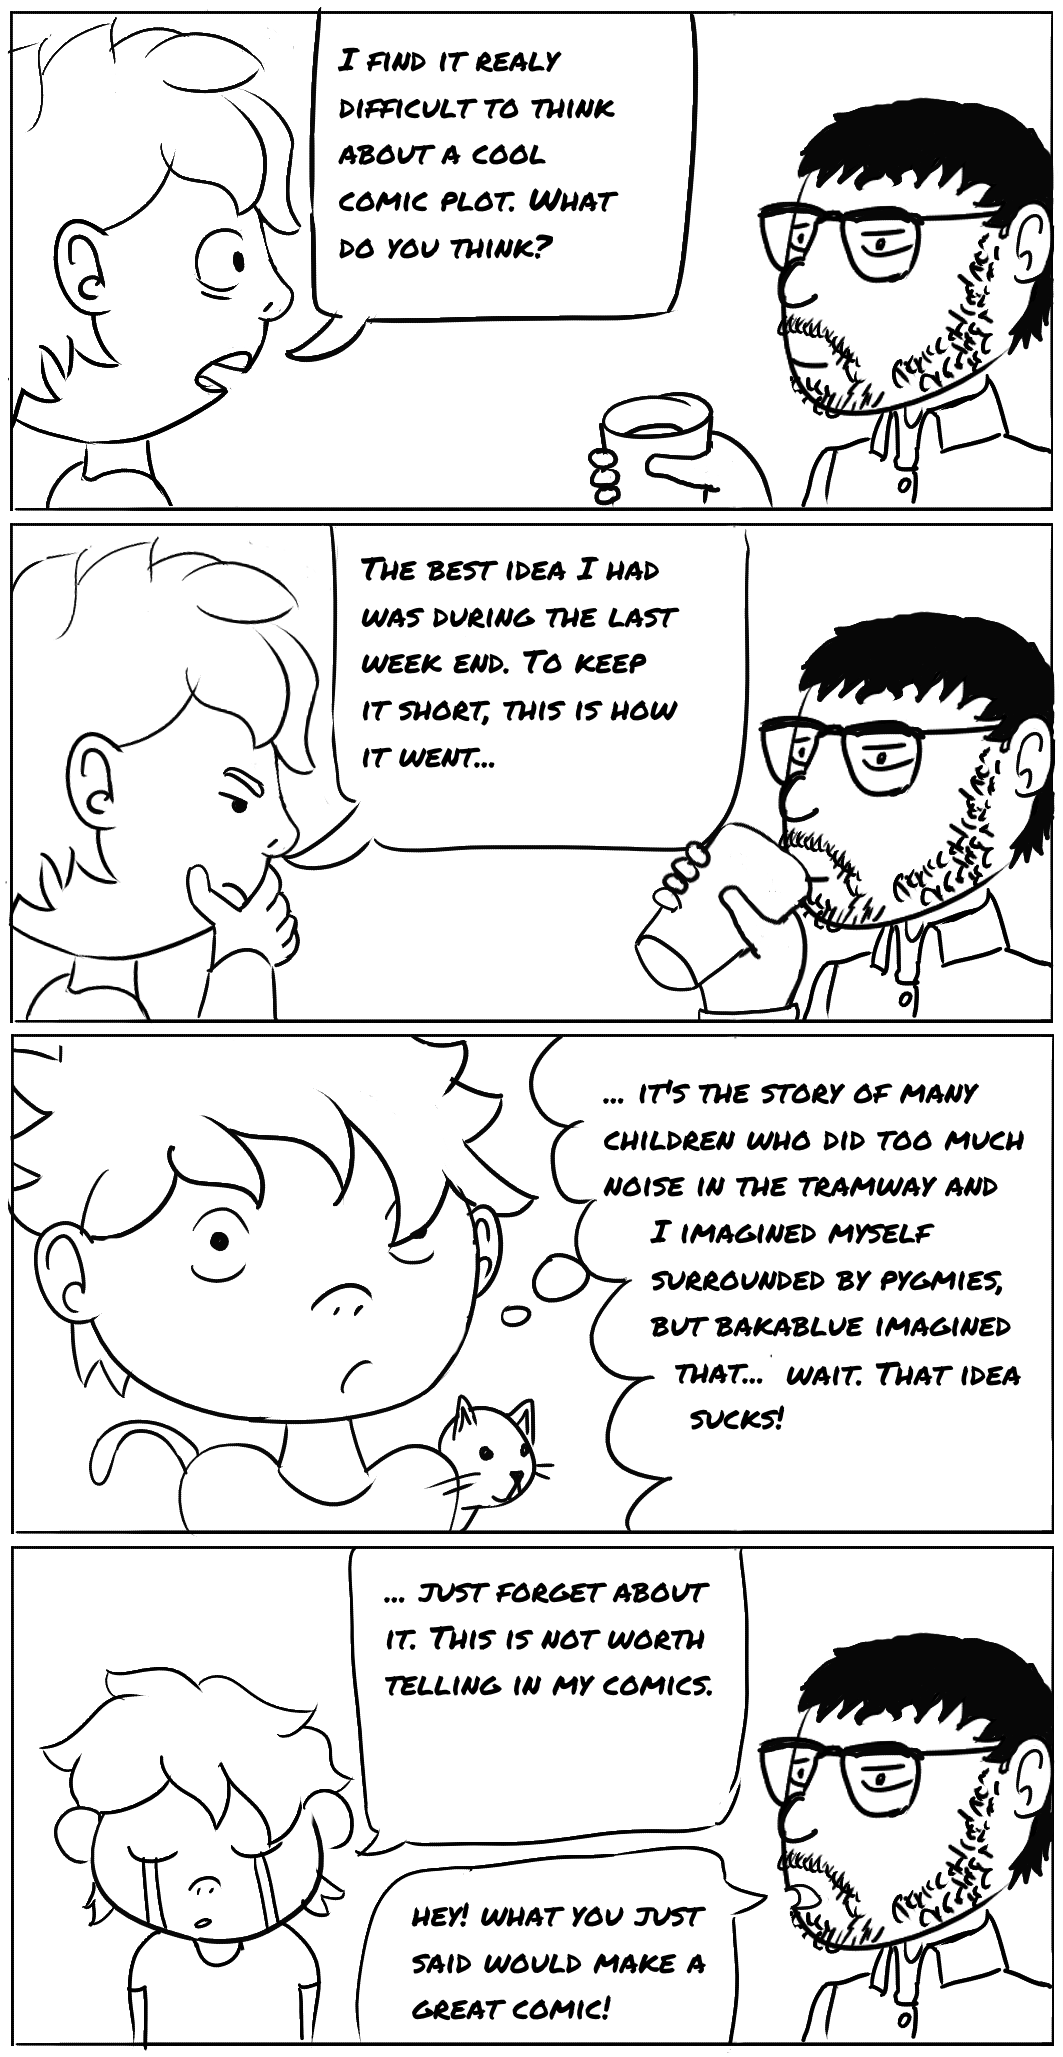 I find it realy
difficult to think
about a cool
comic plot. What
do you think?
The best idea I had
was during the last
week end. To keep
it short, this is how
it went...
... it's the story of many
children who did too much
noise in the tramway and
I imagined myself
surrounded by pygmies,
but bakablue imagined
that... wait. That idea
sucks!
... just forget about
it. This is not worth
telling in my comics.
Hey! what you just
said would make a
great comic!